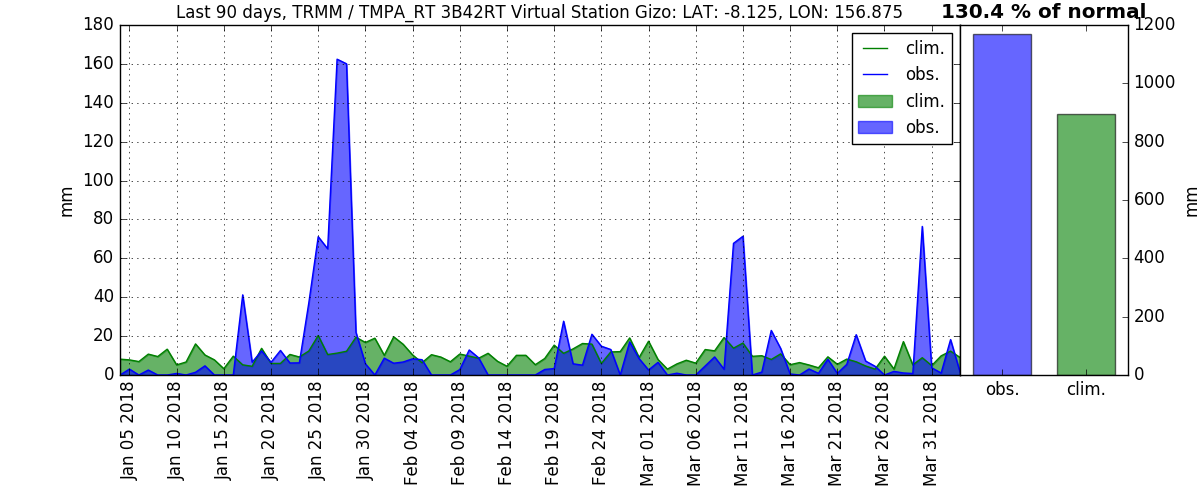 Last 90 days, TRMM / TMPA_RT 3B42RT Virtual Station Gizo: LAT: -8.125, LON: 156.875
130.4 % of normal
180
160
140
120
100
80
60
40
20
0
mm
clim.
obs.
clim.
obs.
Jan 05 2018
Jan 10 2018
Jan 15 2018
Jan 20 2018
Jan 25 2018
Jan 30 2018
Feb 04 2018
Feb 09 2018
Feb 14 2018
Feb 19 2018
Feb 24 2018
Mar 01 2018
Mar 06 2018
Mar 11 2018
Mar 16 2018
Mar 21 2018
Mar 26 2018
Mar 31 2018
1200
1000
800
600
400
200
0
mm
obs.
clim.